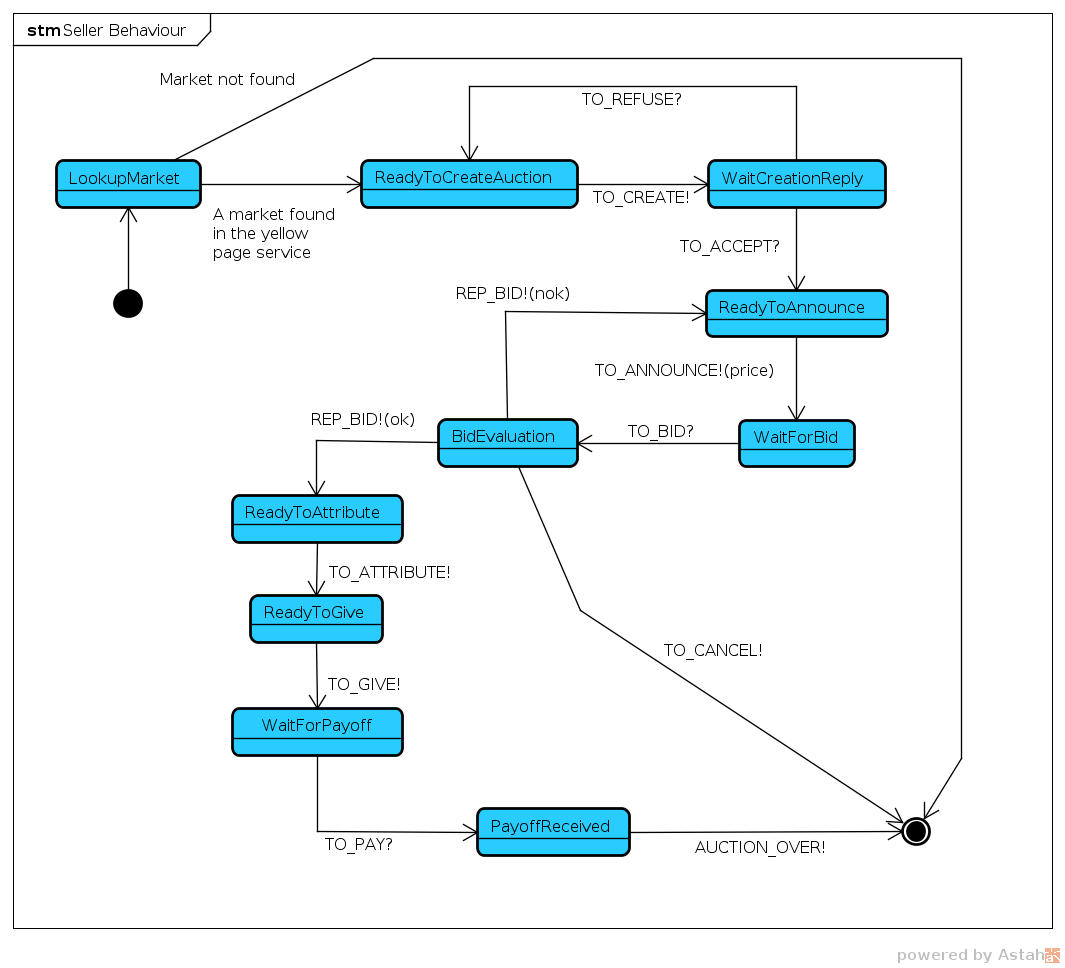 stm Seller Behaviour
Market not found
TO_REFUSE?
LookupMarket
ReadyToCreateAuction
WaitCreationReply
TO_CREATE!
A market found
in the yellow
page service
TO_ACCEPT?
REP_BID!(nok)
ReadyToAnnounce
TO_ANNOUNCE!(price)
REP_BID!(ok)
BidEvaluation
TO_BID?
WaitForBid
ReadyToAttribute
TO_ATTRIBUTE!
ReadyToGive
TO_CANCEL!
TO_GIVE!
WaitForPayoff
PayoffReceived
TO_PAY?
AUCTION_OVER!
powered by Astah